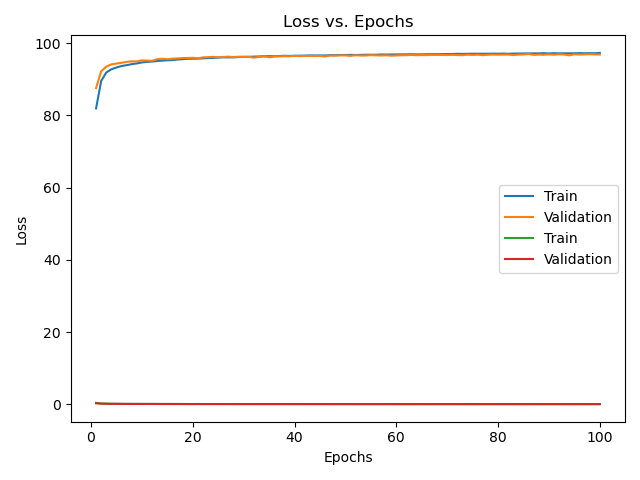 Loss vs. Epochs
100
80
60
40
20
0
Loss
Train
Validation
Train
Validation
0 20 40 60 80 100
Epochs